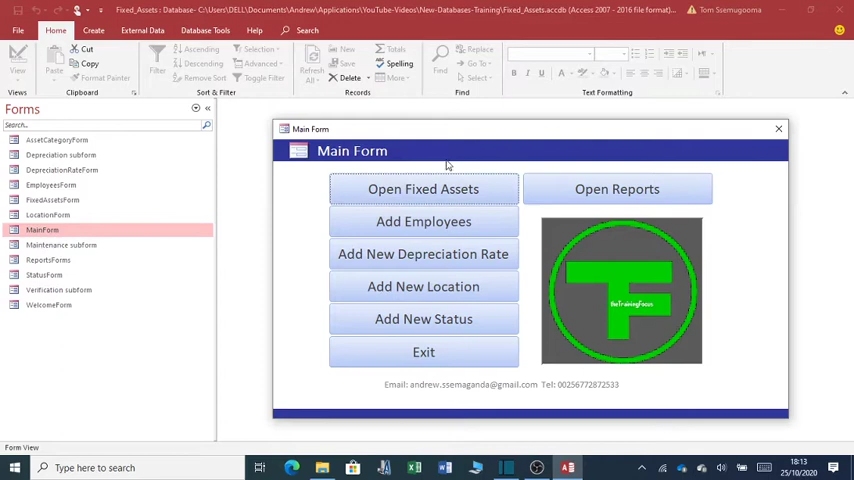 Fixed_Assets : Database- C:\Users\DELL\Documents\Andrew\Applications\YouTube-Videos\New-Databases-Training\Fixed_Assets.accdb (Access 2007 - 2016 file format)...
Tom Ssemugooma
File Home Create External Data Database Tools Help Search
View
Views
Paste
Cut
Copy
Format Painter
Clipboard
Filter
Ascending
Descending
Remove Sort
Selection
Advanced
Toggle Filter
Sort & Filter
Refresh
All
New
Save
Delete
Totals
Spelling
More
Records
Find
Replace
Go To
Select
Find
B I U
Text Formatting
Forms
Search...
AssetCategoryForm
Depreciation subform
DepreciationRateForm
EmployeesForm
FixedAssetsForm
LocationForm
MainForm
Maintenance subform
ReportsForms
StatusForm
Verification subform
WelcomeForm
Main Form
Main Form
Open Fixed Assets
Open Reports
Add Employees
Add New Depreciation Rate
Add New Location
Add New Status
Exit
theTrainingFocus
Email: andrew.ssemaganda@gmail.com Tel: 00256772872533
Form View
Type here to search
18:13
25/10/2020